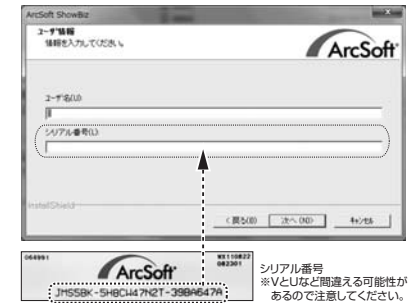 ArcSoft ShowBiz
ユーザ情報
情報を入力してください。
ArcSoft
ユーザ名(U)
シリアル番号(L)
InstallShield
< 戻る(B)
次へ(N)>
キャンセル
064991
ArcSoft
シリアル番号
※VとUなど間違える可能性が
あるので注意してください。